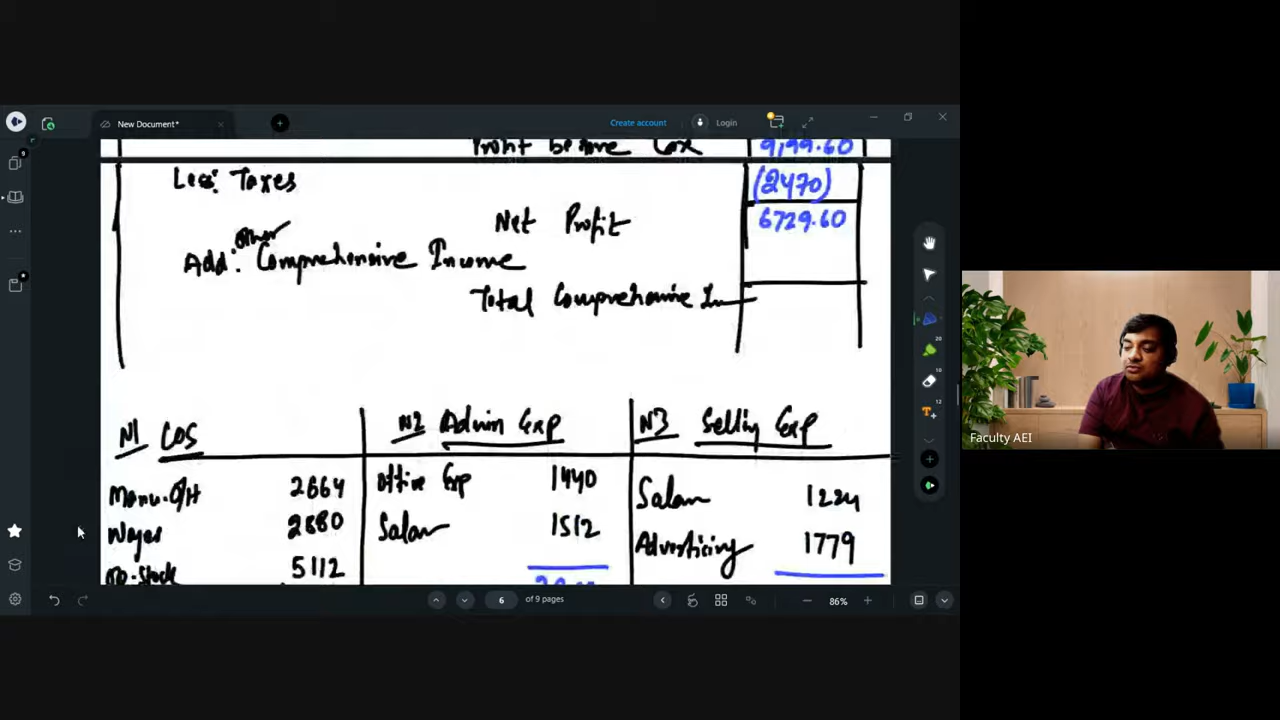 New Document*
Create account
Login
Profit before tax 9,199.60
Less: Taxes (2470)
Net Profit 6729.60
Add: Other Comprehensive Income
Total Comprehensive In
N1 COS
N2 Admin Exp
N3 Selling Exp
Manu. O/H 2664
Office Exp 1440
Salary 1224
Wages 2880
Salary 1512
Advertising 1779
Op. Stock 5112
Faculty AEI
6 of 9 pages
86%